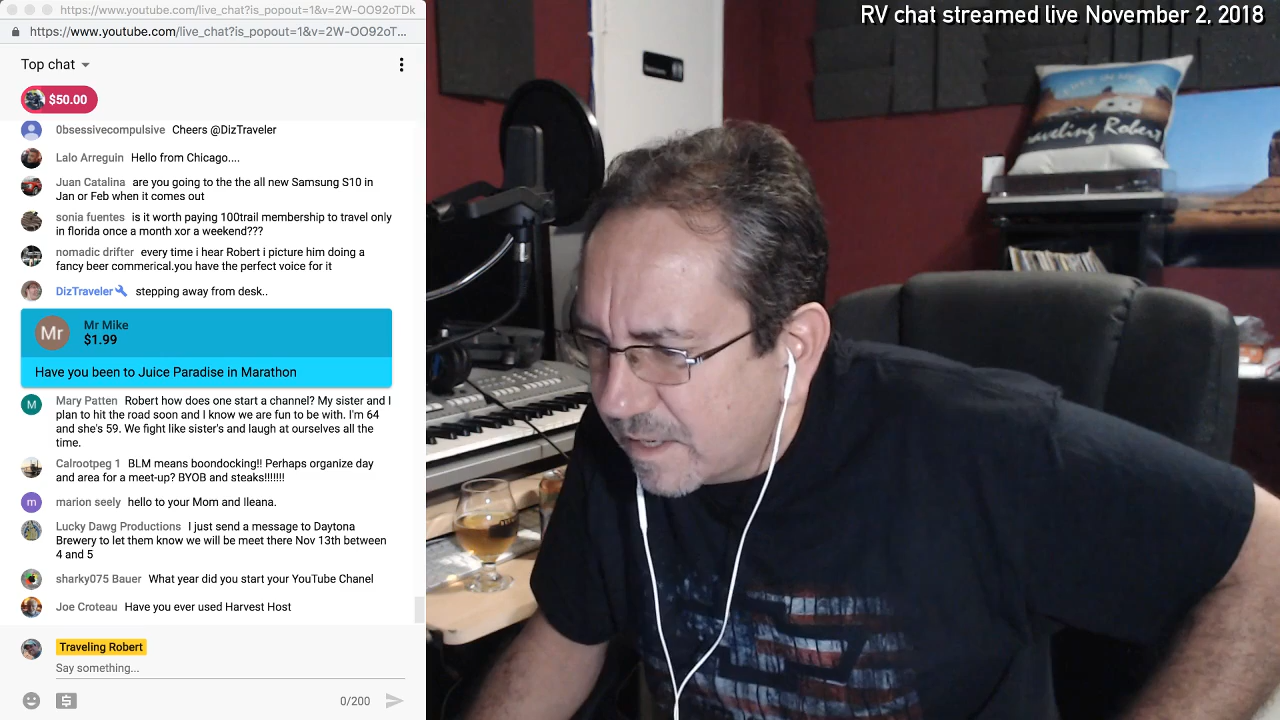 https://www.youtube.com/live_chat?is_popout=1&v=2W-OO92oTDk
RV chat streamed live November 2, 2018
https://www.youtube.com/live_chat?is_popout=1&v=2W-OO92oT...
Top chat
$50.00
0bsessivecompulsive Cheers @DizTraveler
Lalo Arreguin Hello from Chicago....
Juan Catalina are you going to the the all new Samsung S10 in
Jan or Feb when it comes out
sonia fuentes is it worth paying 100trail membership to travel only
in florida once a month xor a weekend???
nomadic drifter every time i hear Robert i picture him doing a
fancy beer commerical.you have the perfect voice for it
DizTraveler stepping away from desk..
Mr
Mr Mike
$1.99
Have you been to Juice Paradise in Marathon
M
Mary Patten Robert how does one start a channel? My sister and I
plan to hit the road soon and I know we are fun to be with. I'm 64
and she's 59. We fight like sister's and laugh at ourselves all the
time.
Calrootpeg 1 BLM means boondocking!! Perhaps organize day
and area for a meet-up? BYOB and steaks!!!!!!!
m
marion seely hello to your Mom and Ileana.
Lucky Dawg Productions I just send a message to Daytona
Brewery to let them know we will be meet there Nov 13th between
4 and 5
sharky075 Bauer What year did you start your YouTube Chanel
Joe Croteau Have you ever used Harvest Host
Traveling Robert
Say something...
0/200
raveling Robert